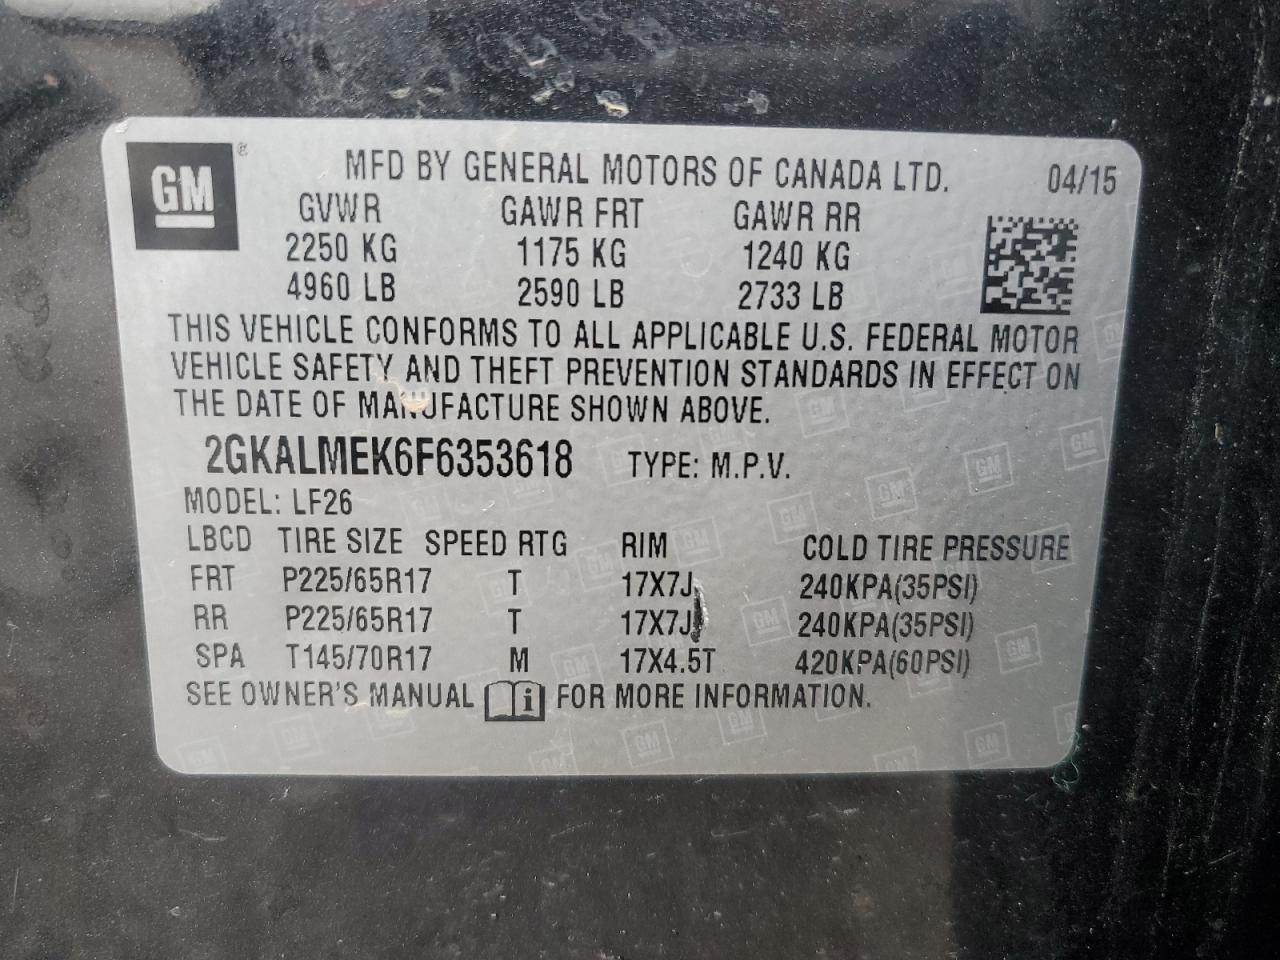 GM ®
MFD BY GENERAL MOTORS OF CANADA LTD. 04/15
GVWR GAWR FRT GAWR RR
2250 KG 1175 KG 1240 KG
4960 LB 2590 LB 2733 LB
THIS VEHICLE CONFORMS TO ALL APPLICABLE U.S. FEDERAL MOTOR
VEHICLE SAFETY AND THEFT PREVENTION STANDARDS IN EFFECT ON
THE DATE OF MANUFACTURE SHOWN ABOVE.
2GKALMEK6F6353618 TYPE: M.P.V.
MODEL: LF26
LBCD TIRE SIZE SPEED RTG RIM COLD TIRE PRESSURE
FRT P225/65R17 T 17X7J 240KPA(35PSI)
RR P225/65R17 T 17X7J 240KPA(35PSI)
SPA T145/70R17 M 17X4.5T 420KPA(60PSI)
SEE OWNER'S MANUAL i FOR MORE INFORMATION.